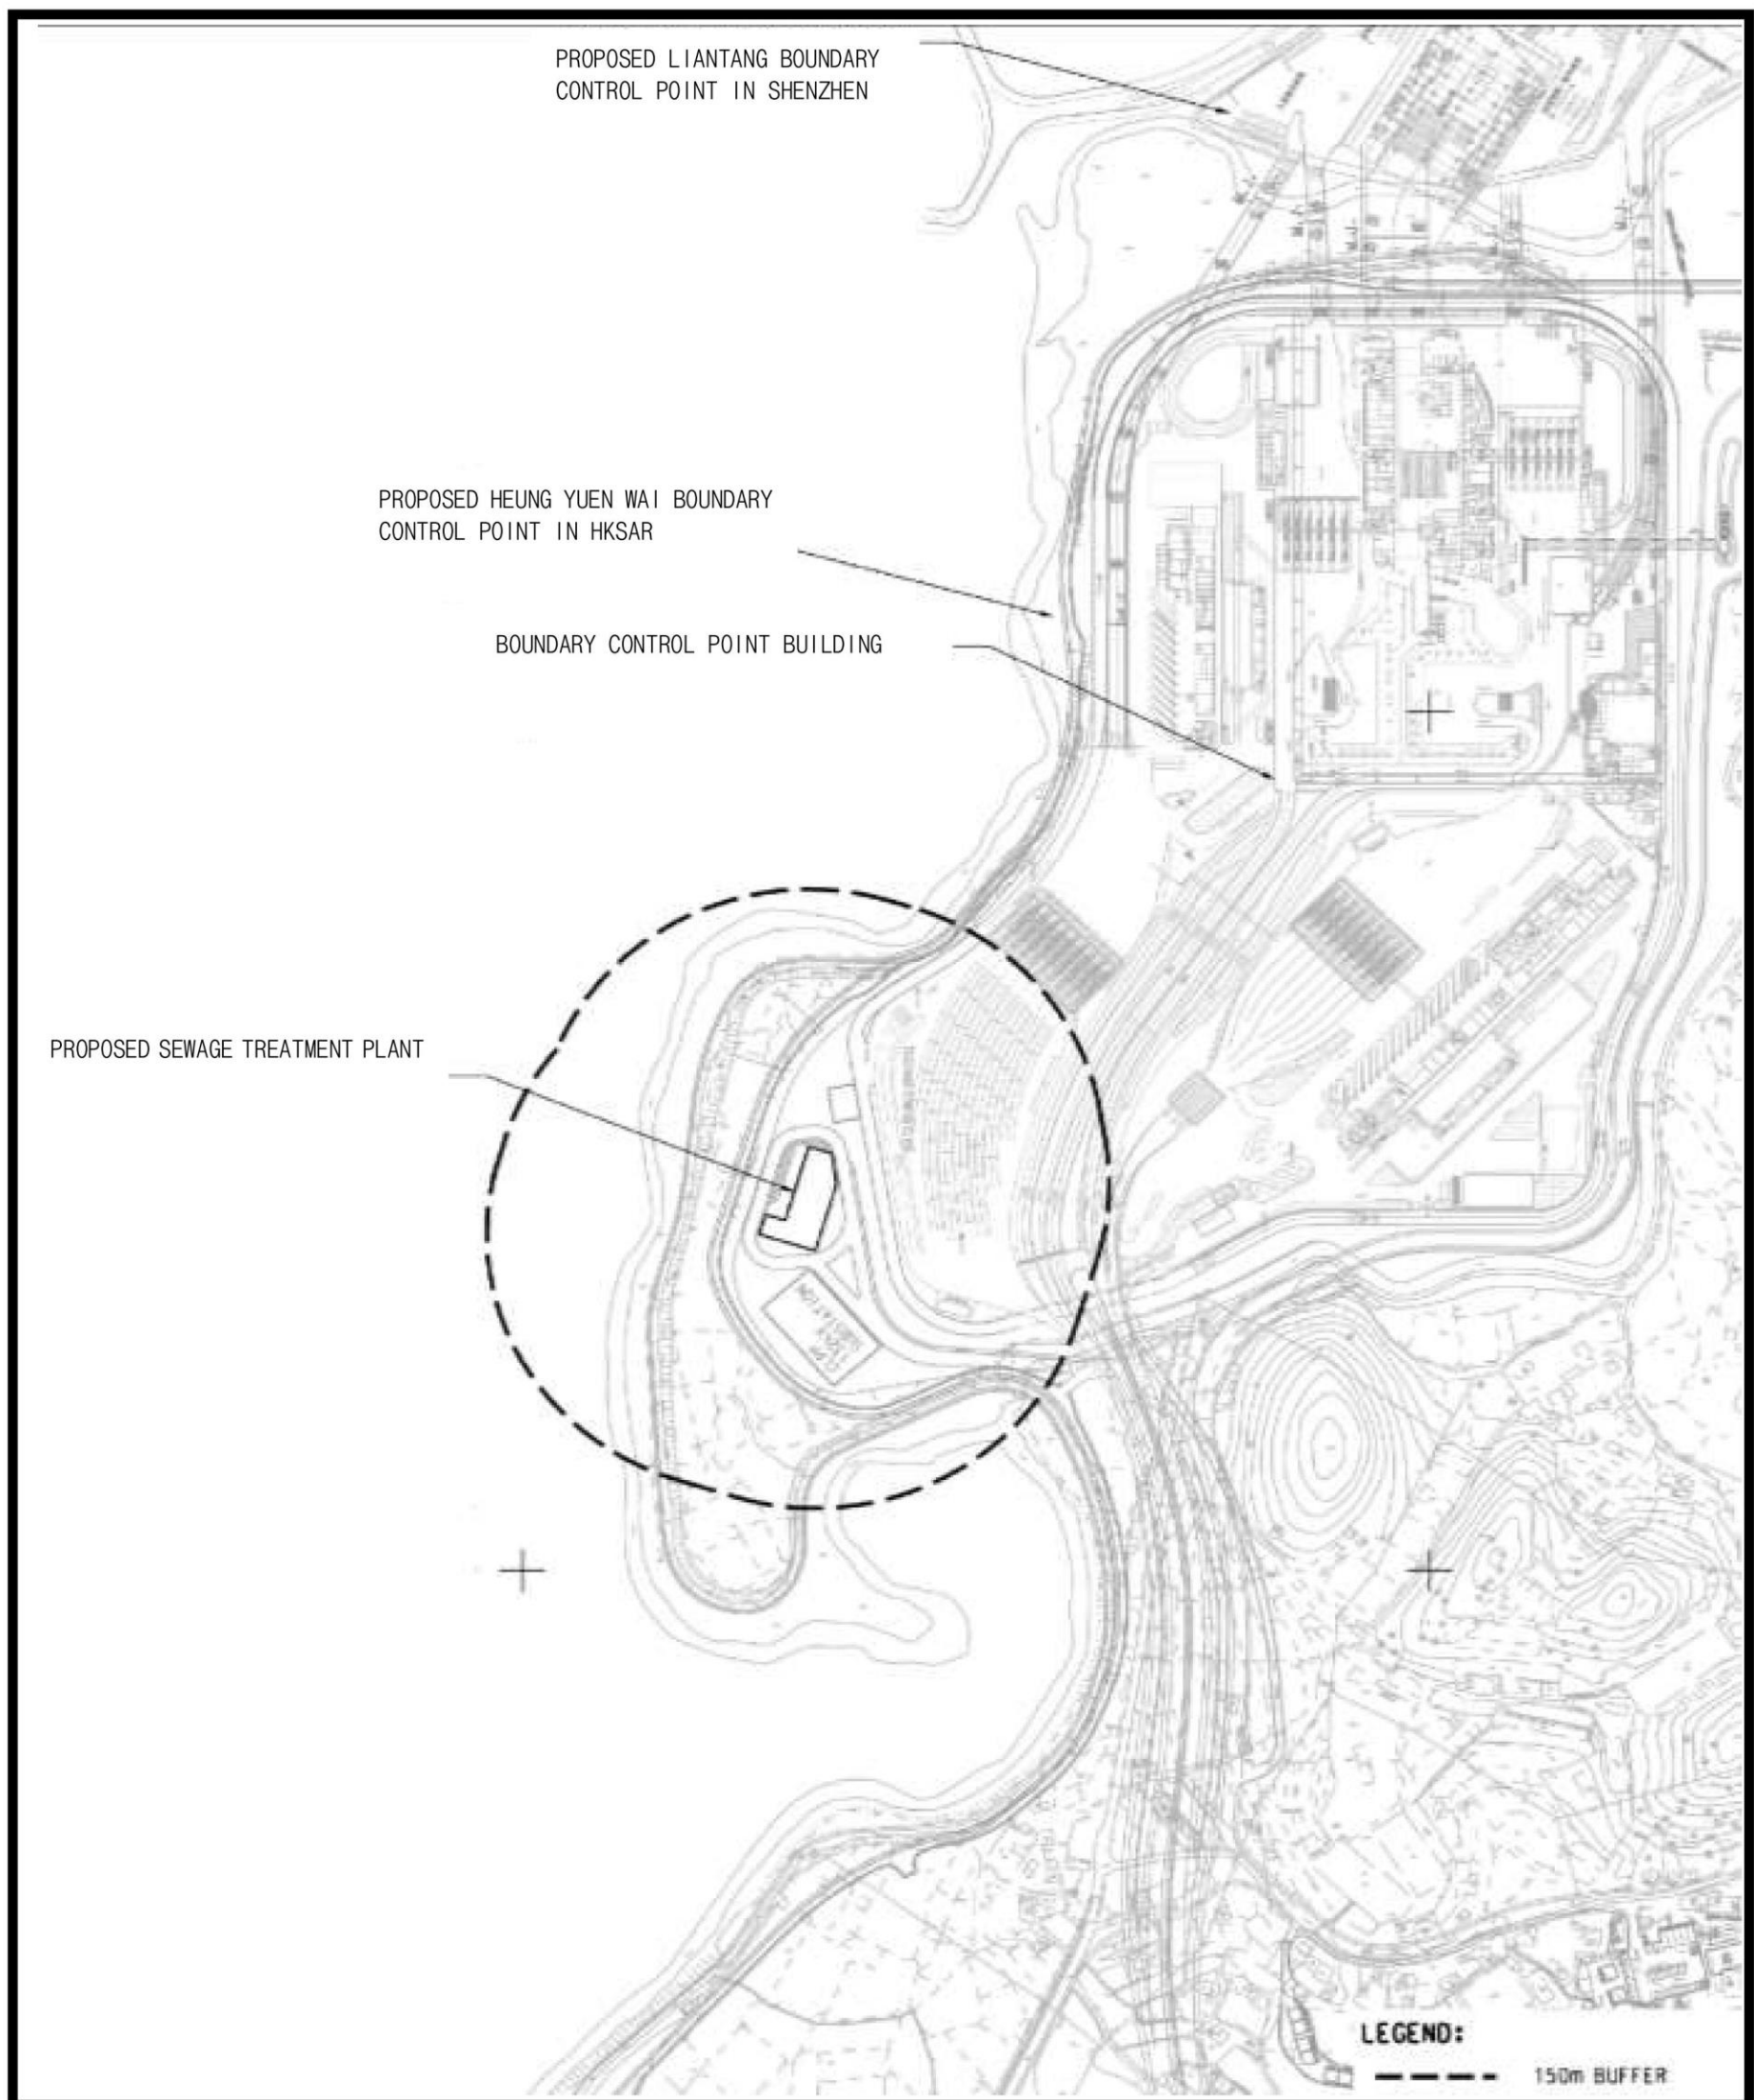 PROPOSED LIANTANG BOUNDARY
CONTROL POINT IN SHENZHEN
PROPOSED HEUNG YUEN WAI BOUNDARY
CONTROL POINT IN HKSAR
BOUNDARY CONTROL POINT BUILDING
PROPOSED SEWAGE TREATMENT PLANT
LEGEND:
150m BUFFER